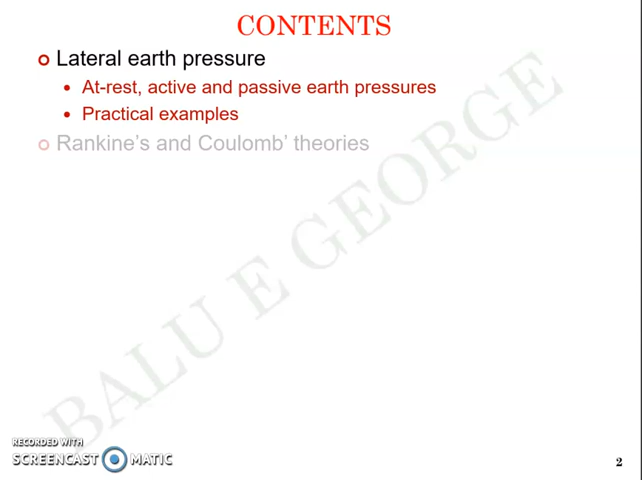 CONTENTS
Lateral earth pressure
At-rest, active and passive earth pressures
Practical examples
Rankine's and Coulomb' theories
BALU E GEORGE
RECORDED WITH
SCREENCAST MATIC
2